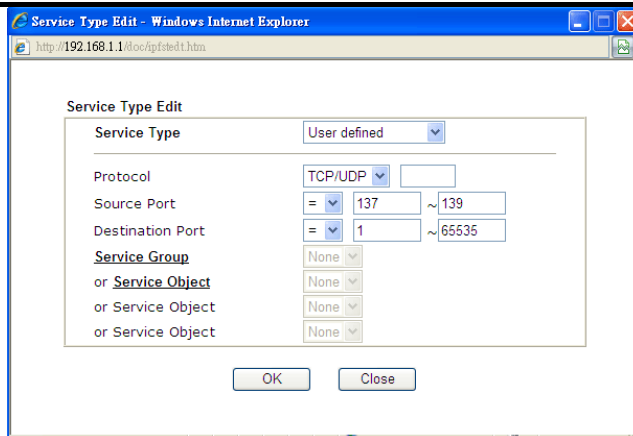 Service Type Edit - Windows Internet Explorer
http://192.168.1.1/doc/ipfstedt.htm
Service Type Edit
Service Type User defined
Protocol TCP/UDP
Source Port = 137 ~ 139
Destination Port = 1 ~ 65535
Service Group None
or Service Object None
or Service Object None
or Service Object None
OK Close